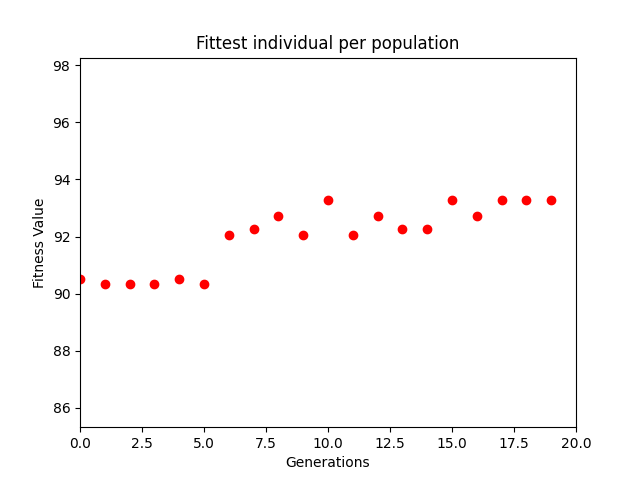 Fittest individual per population
98
96
94
92
90
88
86
Fitness Value
0.0 2.5 5.0 7.5 10.0 12.5 15.0 17.5 20.0
Generations